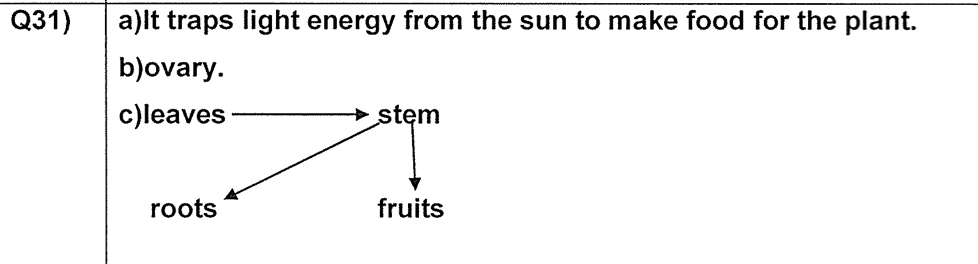 Q31) a)It traps light energy from the sun to make food for the plant.
b)ovary.
c)leaves stem
roots fruits